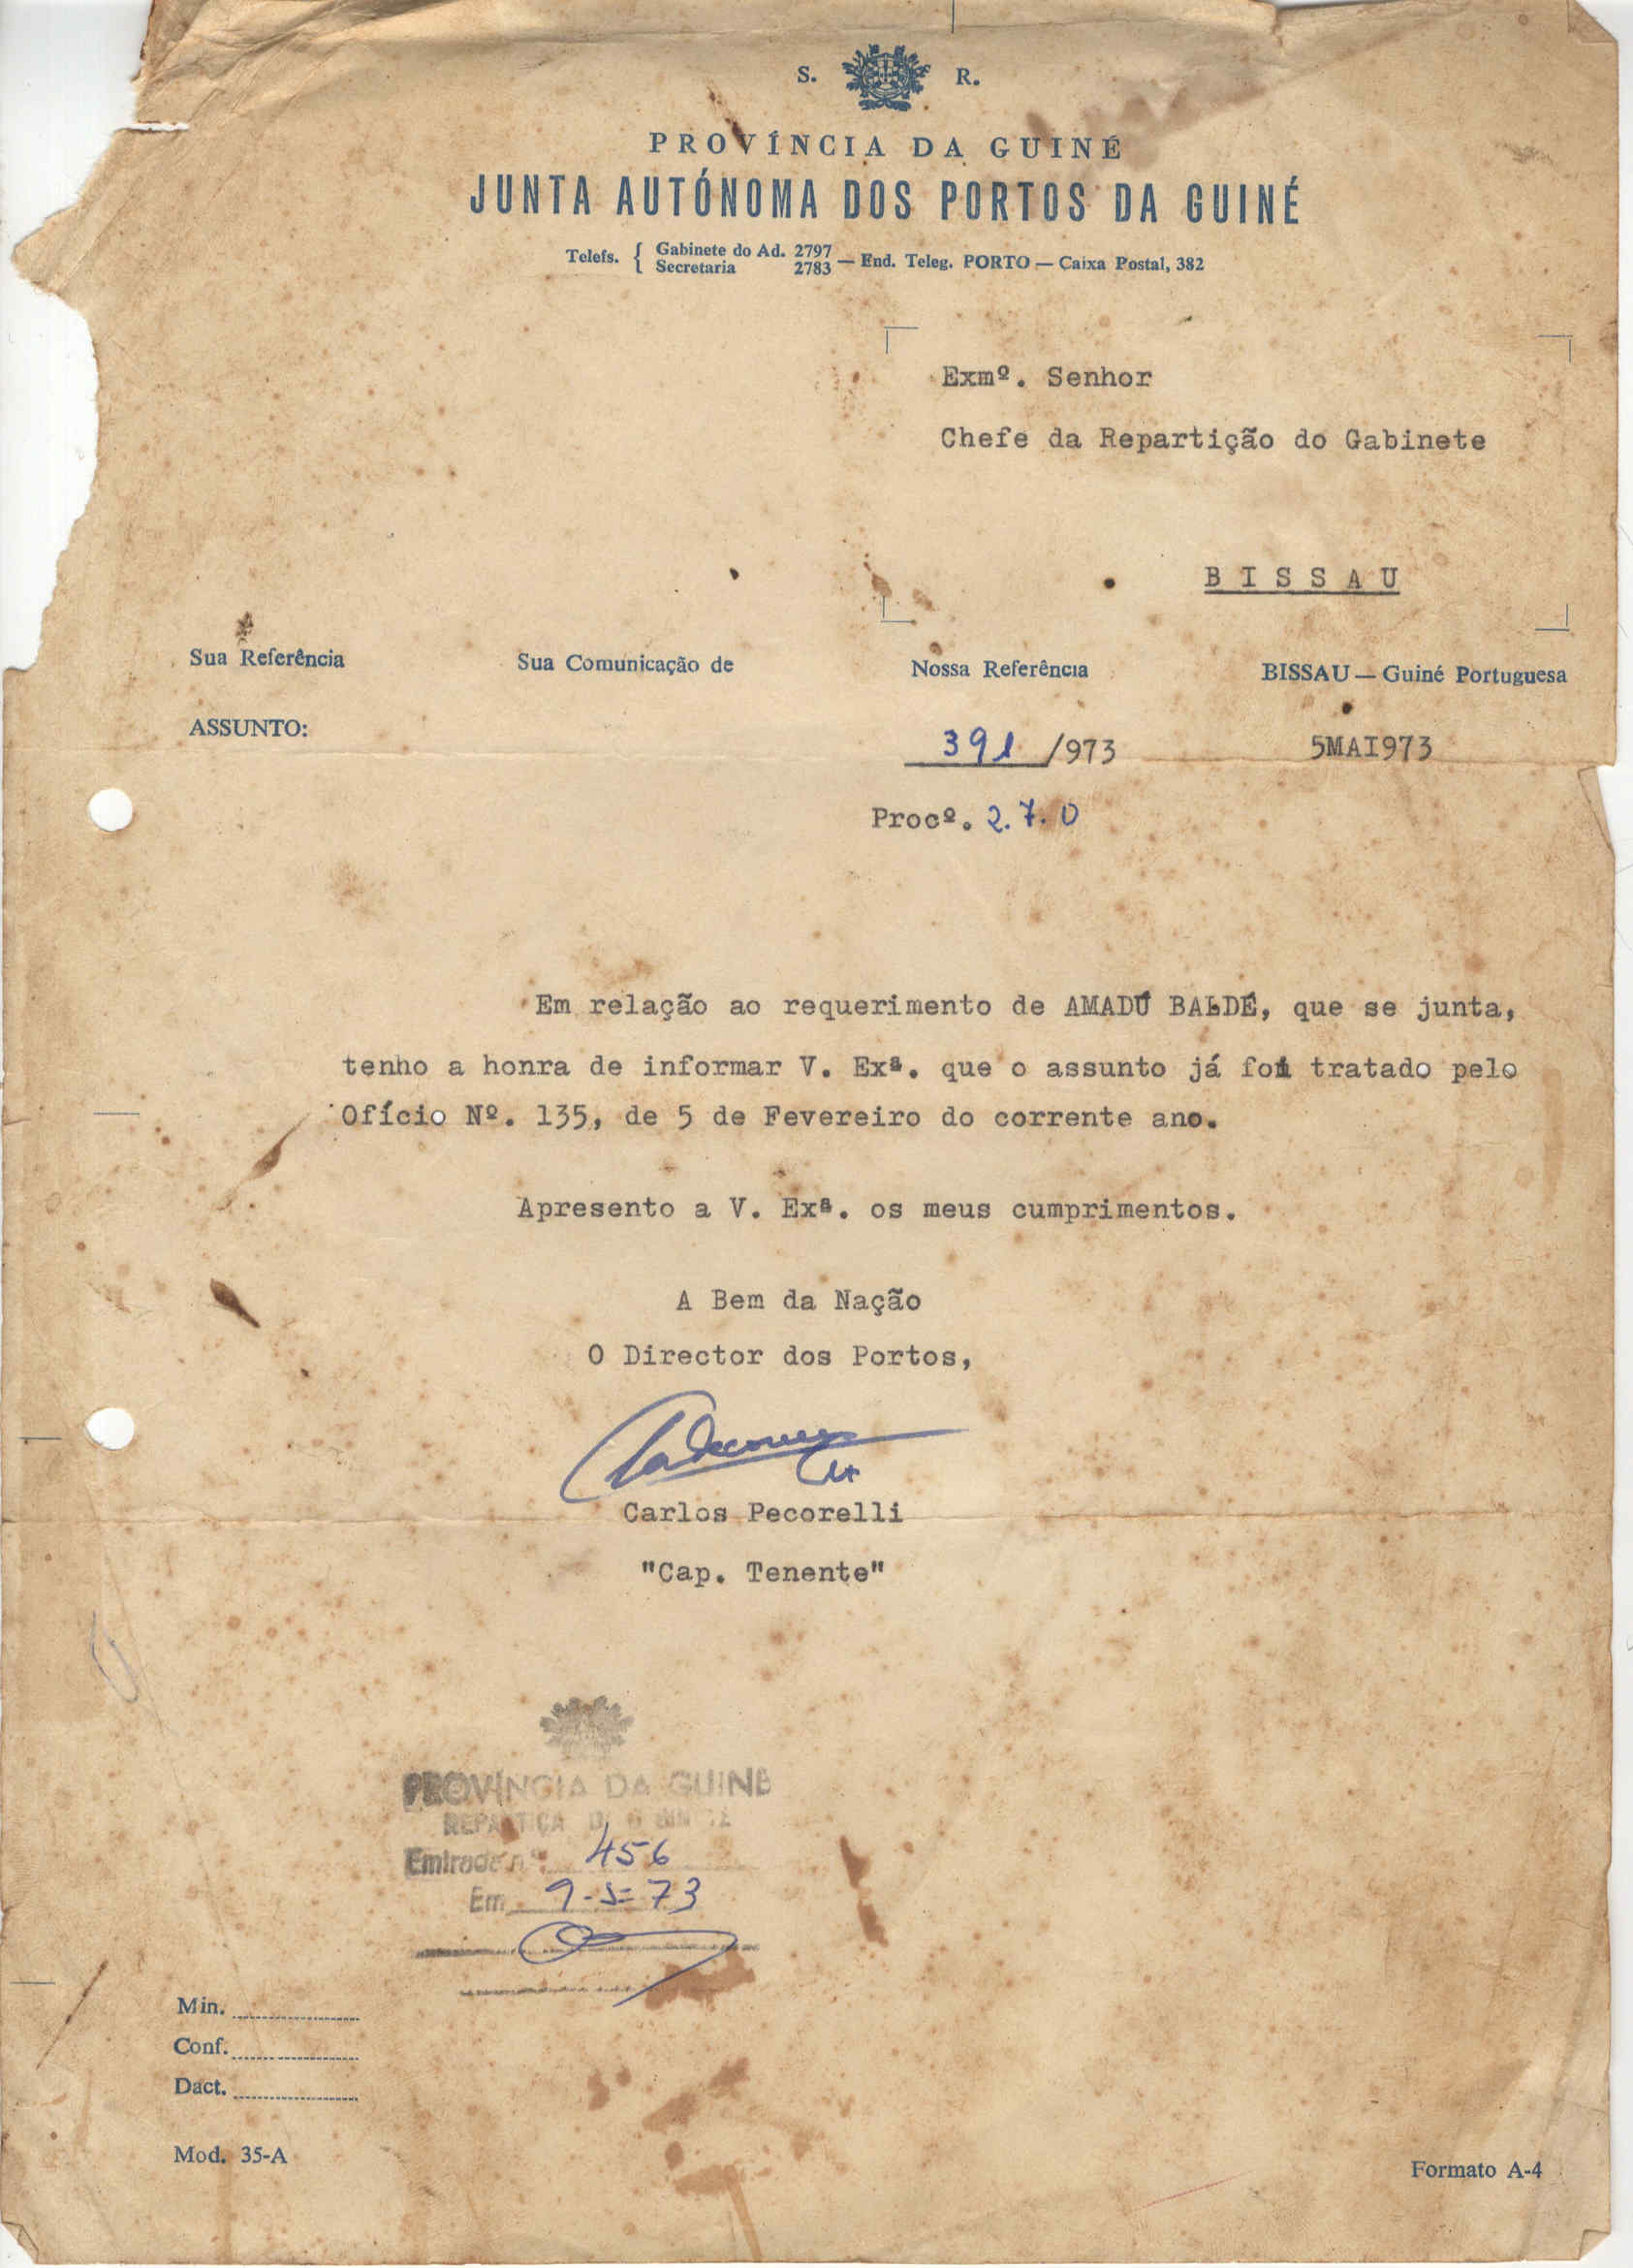 S. R.
PROVÍNCIA DA GUINÉ
JUNTA AUTÓNOMA DOS PORTOS DA GUINÉ
Telefs. { Gabinete do Ad. 2797 — End. Teleg. PORTO — Caixa Postal, 382
Secretaria 2783
Exmº. Senhor
Chefe da Repartição do Gabinete
BISSAU
Sua Referência Sua Comunicação de Nossa Referência BISSAU — Guiné Portuguesa
ASSUNTO: 391 /973 5MAI973
Procº. 2.7.0
Em relação ao requerimento de AMADÚ BALDÉ, que se junta,
tenho a honra de informar V. Exª. que o assunto já foi tratado pelo
Ofício Nº. 135, de 5 de Fevereiro do corrente ano.
Apresento a V. Exª. os meus cumprimentos.
A Bem da Nação
O Director dos Portos,
Carlos Pecorelli
"Cap. Tenente"
PROVÍNCIA DA GUINÉ
Entrada nº. 456
Em 9-5-73
Min.
Conf.
Dact.
Mod. 35-A
Formato A-4